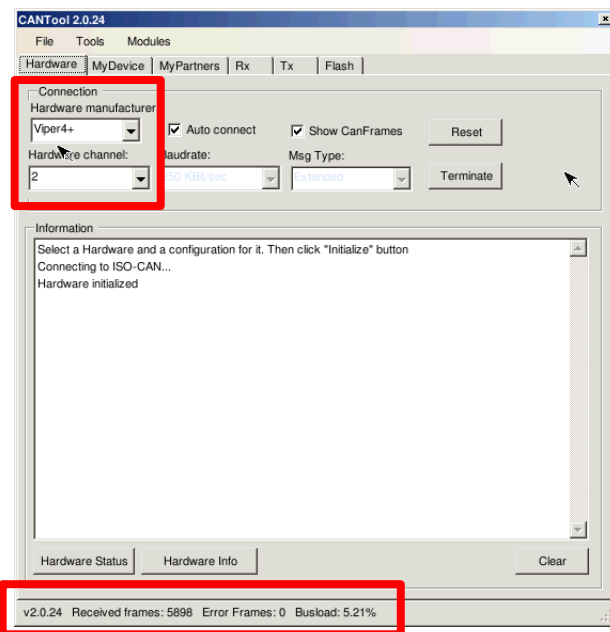 CANTool 2.0.24
File Tools Modules
Hardware MyDevice MyPartners Rx Tx Flash
Connection
Hardware manufacturer
Viper4+ Auto connect Show CanFrames Reset
Hardware channel: Baudrate: Msg Type:
2 50 KBit/sec Extended Terminate
Information
Select a Hardware and a configuration for it. Then click "Initialize" button
Connecting to ISO-CAN...
Hardware initialized
Hardware Status Hardware Info Clear
v2.0.24 Received frames: 5898 Error Frames: 0 Busload: 5.21%